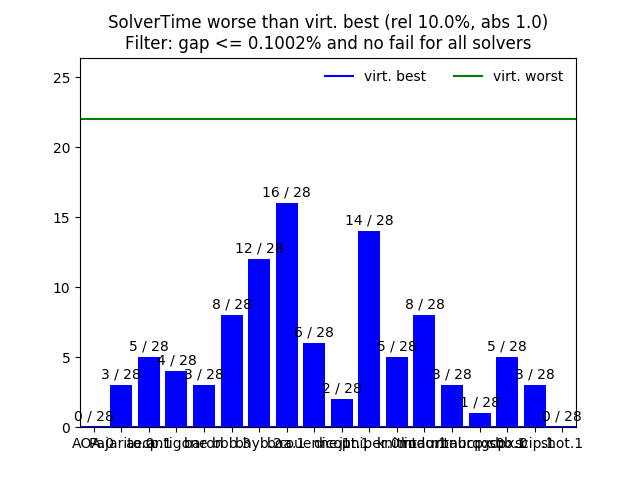 SolverTime worse than virt. best (rel 10.0%, abs 1.0)
Filter: gap <= 0.1002% and no fail for all solvers
virt. best
virt. worst
25
20
15
10
5
0
0 / 28
3 / 28
5 / 28
4 / 28
3 / 28
8 / 28
12 / 28
16 / 28
6 / 28
2 / 28
14 / 28
5 / 28
8 / 28
3 / 28
1 / 28
5 / 28
3 / 28
0 / 28
shot.1